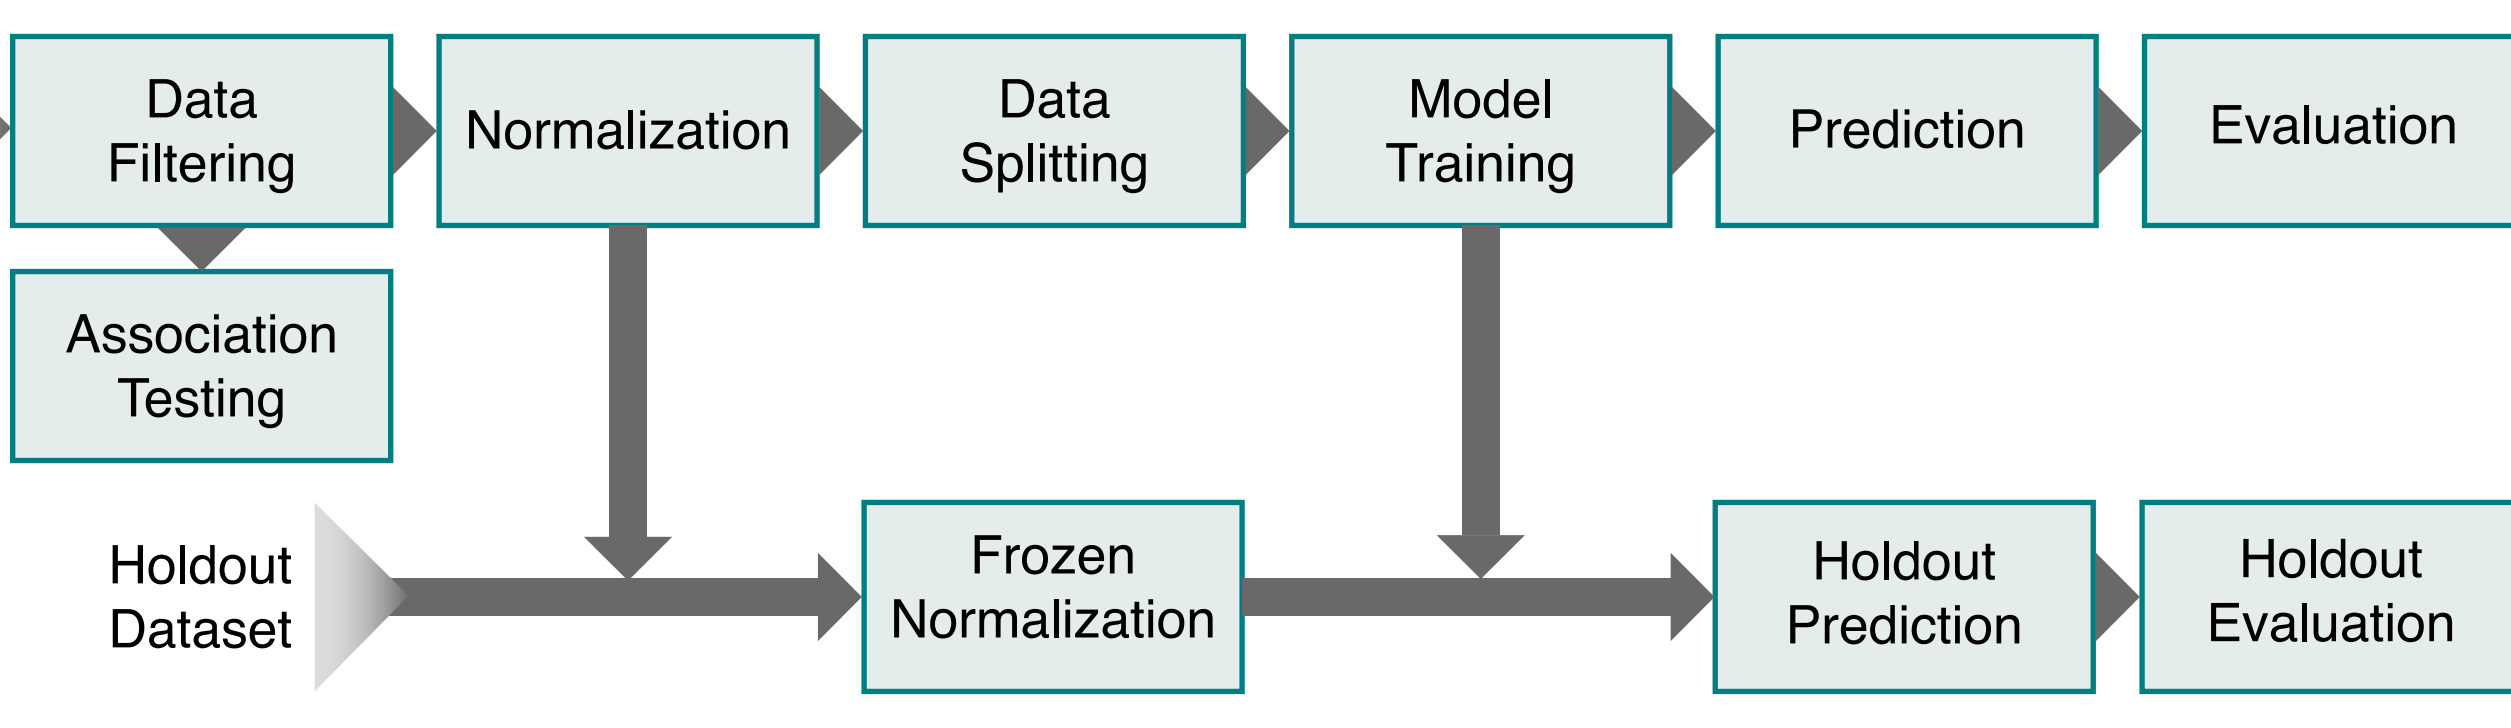 Data
Filtering
Normalization
Data
Splitting
Model
Training
Prediction
Evaluation
Association
Testing
Holdout
Dataset
Frozen
Normalization
Holdout
Prediction
Holdout
Evaluation